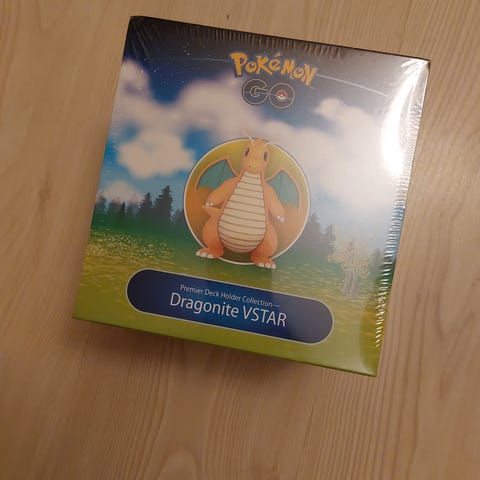 POKéMON
GO
Premier Deck Holder Collection—
Dragonite VSTAR